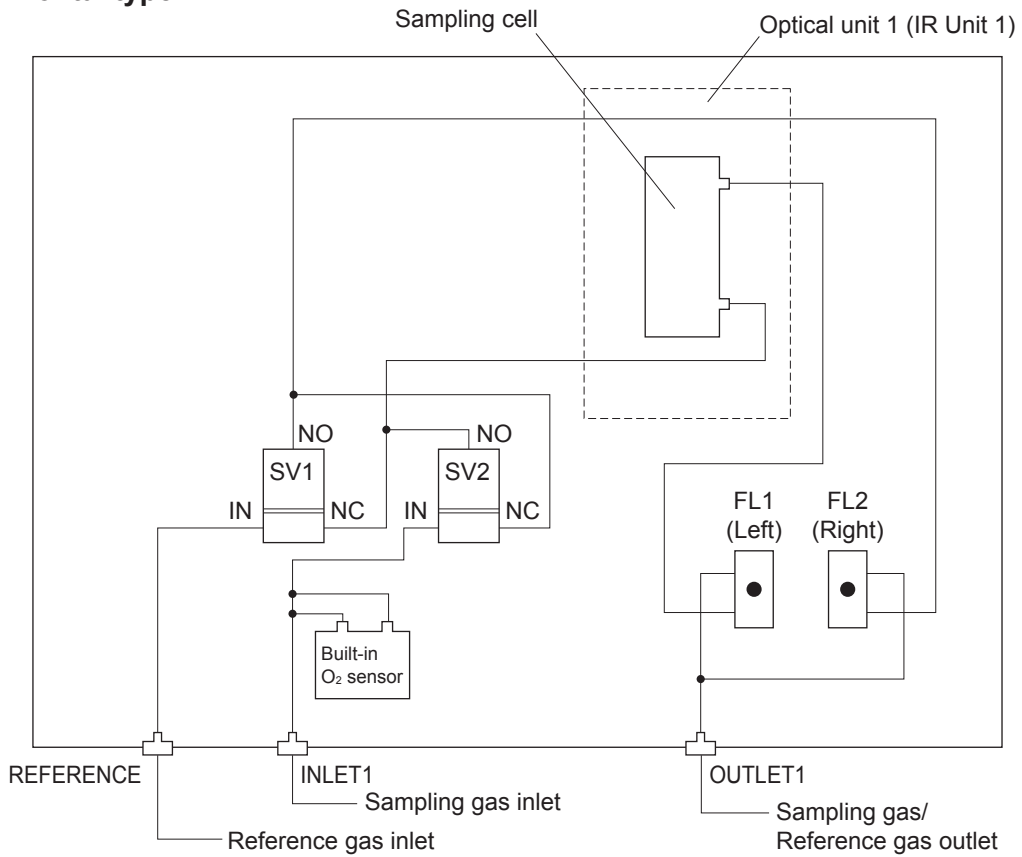 Sampling cell
Optical unit 1 (IR Unit 1)
NO
NO
SV1
SV2
IN
NC
IN
NC
FL1
(Left)
FL2
(Right)
Built-in
O₂ sensor
REFERENCE
INLET1
OUTLET1
Sampling gas inlet
Sampling gas/
Reference gas outlet
Reference gas inlet